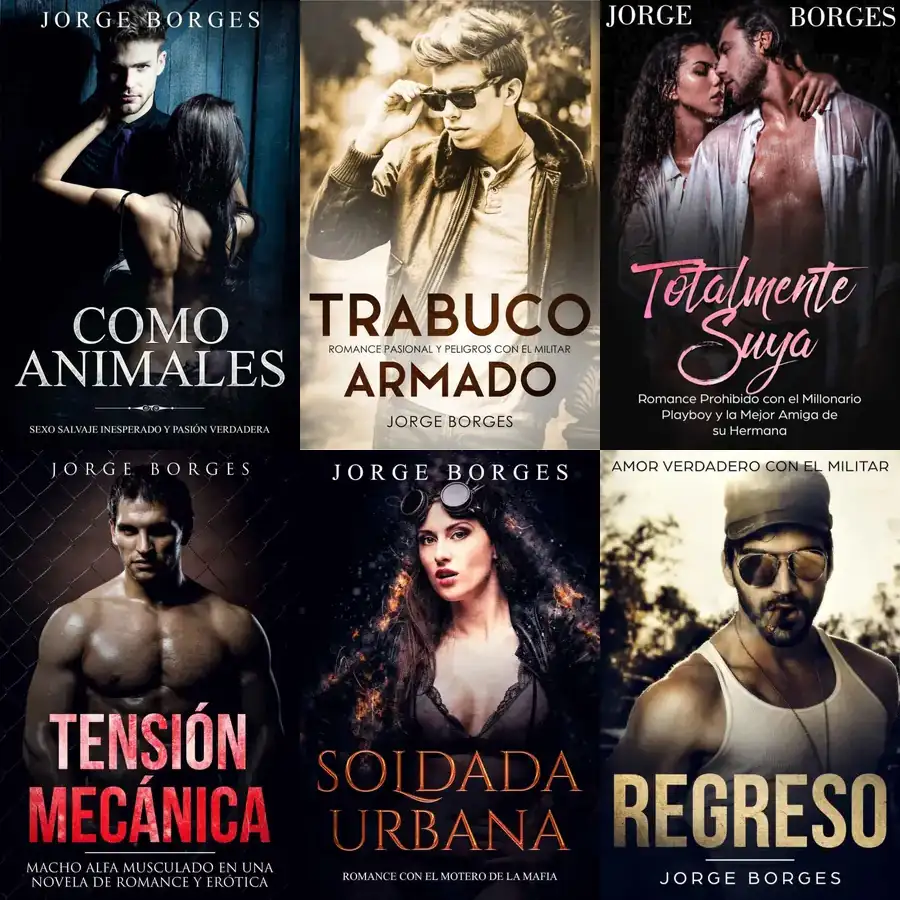 JORGE BORGES
COMO
ANIMALES
SEXO SALVAJE INESPERADO Y PASIÓN VERDADERA
TRABUCO
ROMANCE PASIONAL Y PELIGROS CON EL MILITAR
ARMADO
JORGE BORGES
JORGE BORGES
Totalmente
Suya
Romance Prohibido con el Millonario
Playboy y la Mejor Amiga de
su Hermana
JORGE BORGES
TENSIÓN
MECÁNICA
MACHO ALFA MUSCULADO EN UNA
NOVELA DE ROMANCE Y ERÓTICA
JORGE BORGES
SOLDADA
URBANA
ROMANCE CON EL MOTERO DE LA MAFIA
AMOR VERDADERO CON EL MILITAR
REGRESO
JORGE BORGES